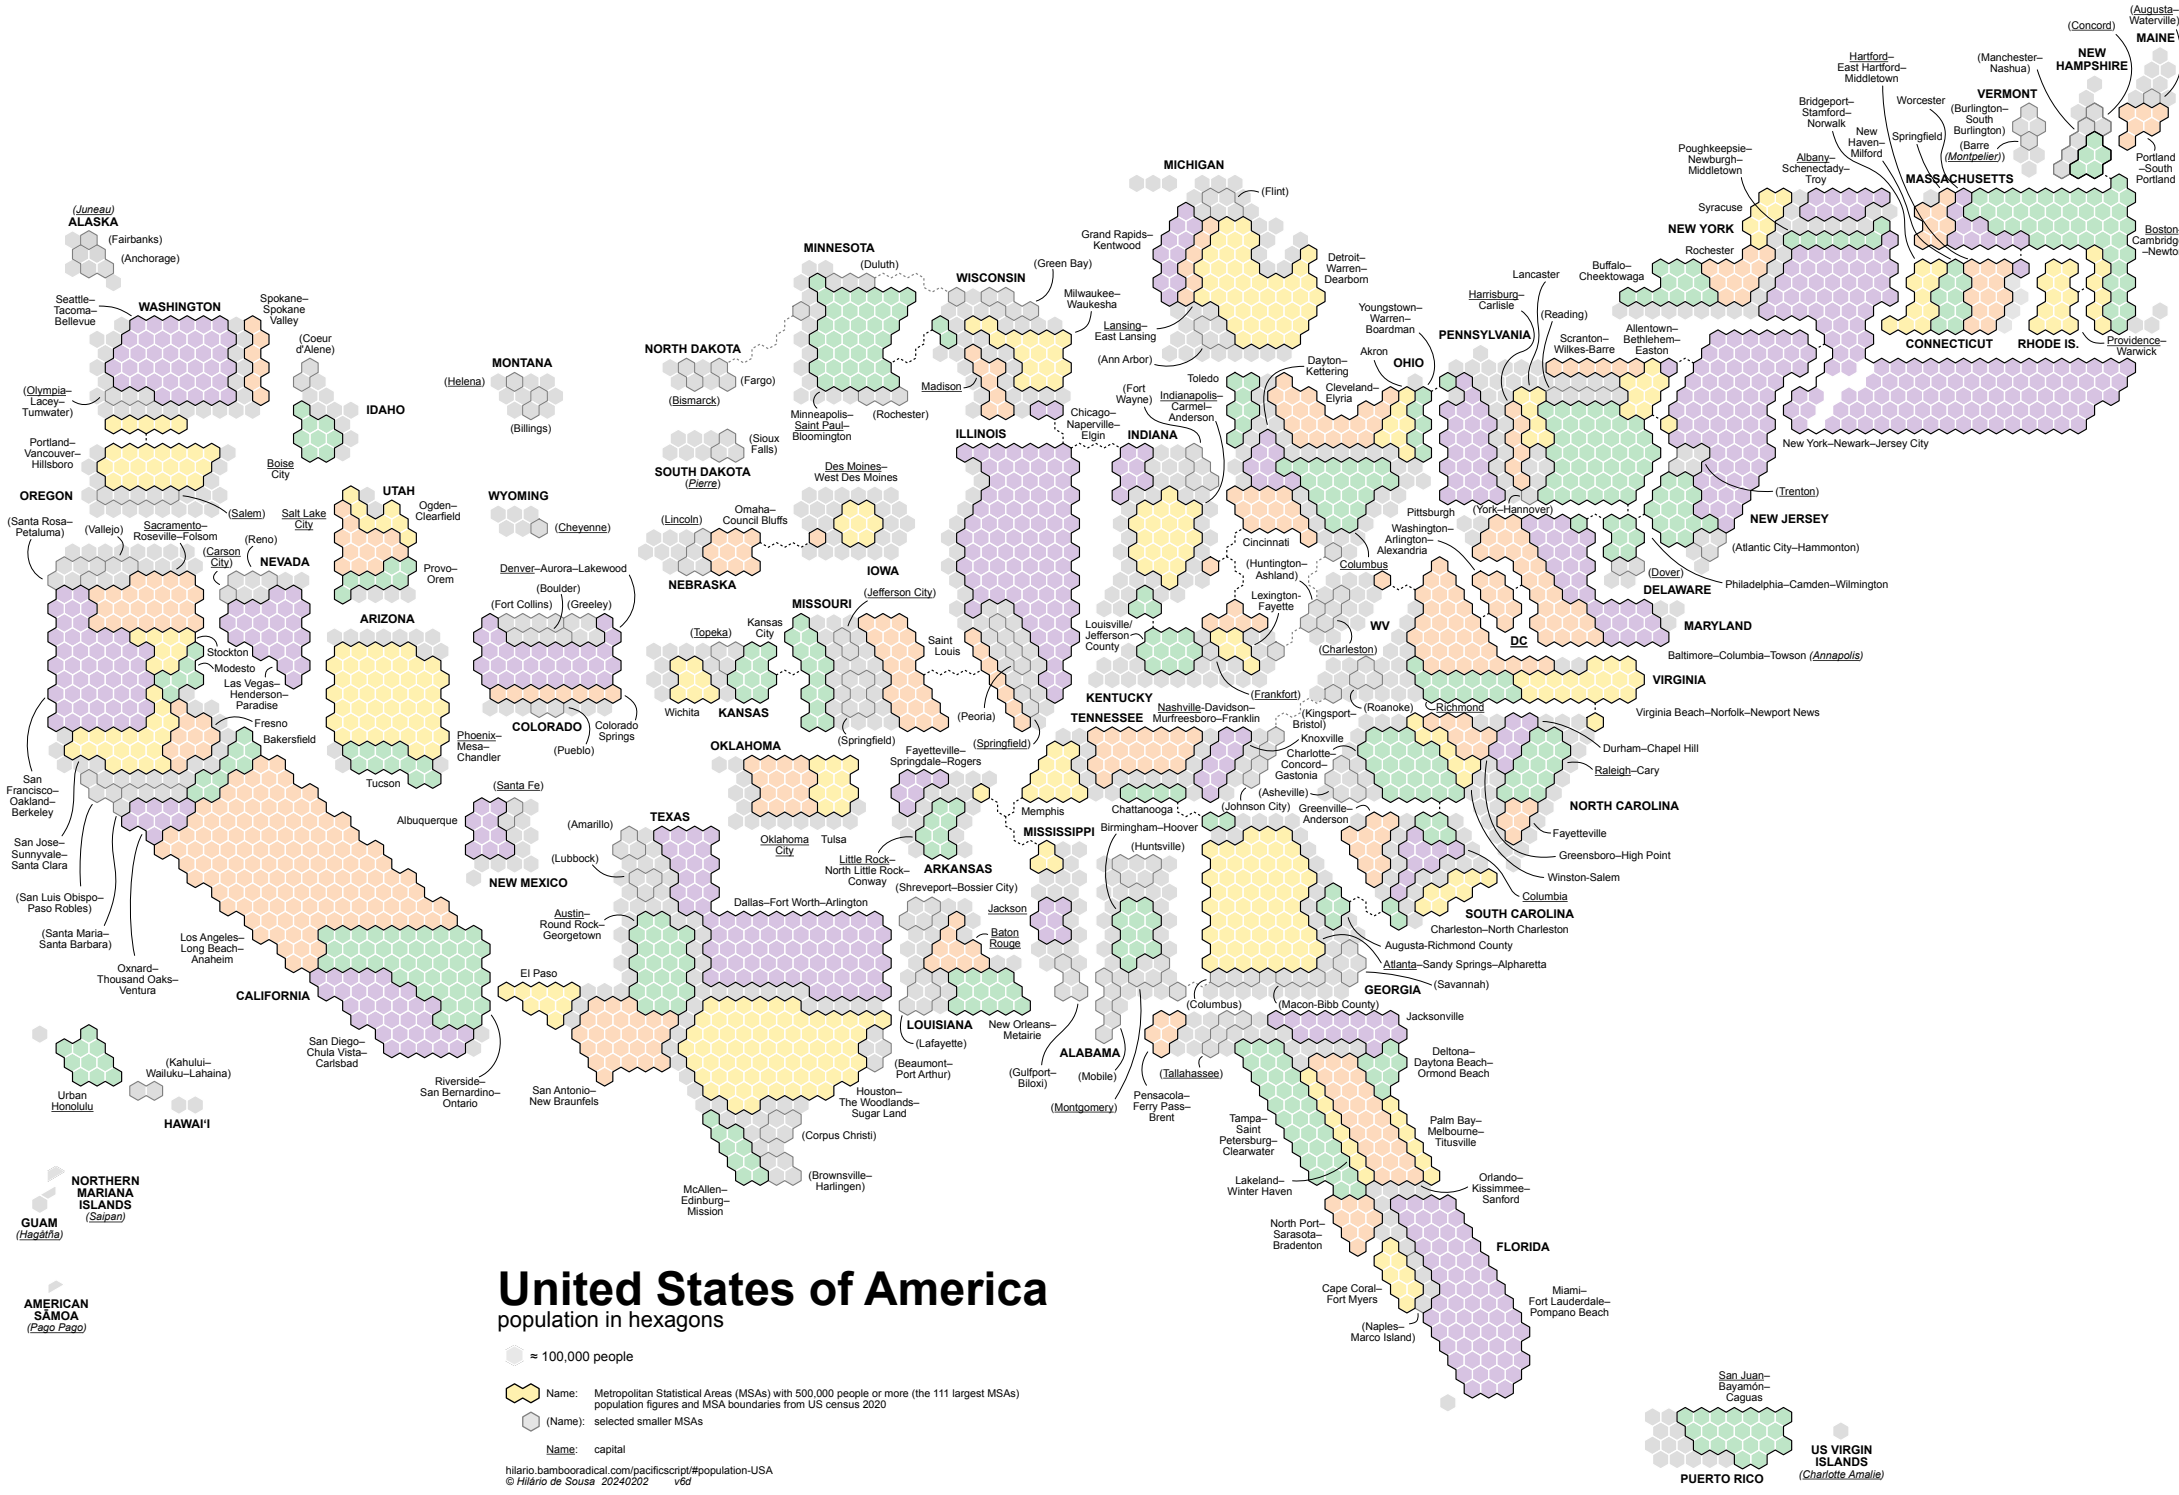 (Augusta–
Waterville)
MAINE
(Concord)
NEW
HAMPSHIRE
(Manchester–
Nashua)
VERMONT
(Burlington–
South
Burlington)
(Barre
(Montpelier))
Portland
–South
Portland
Hartford–
East Hartford–
Middletown
Bridgeport–
Stamford–
Norwalk
Worcester
New
Haven–
Milford
Springfield
MASSACHUSETTS
Boston–
Cambridge
–Newto
Poughkeepsie–
Newburgh–
Middletown
Albany–
Schenectady–
Troy
Syracuse
NEW YORK
Rochester
Buffalo–
Cheektowaga
CONNECTICUT
RHODE IS.
Providence–
Warwick
New York–Newark–Jersey City
MICHIGAN
(Flint)
Grand Rapids–
Kentwood
Detroit–
Warren–
Dearborn
Lansing–
East Lansing
(Ann Arbor)
(Juneau)
ALASKA
(Fairbanks)
(Anchorage)
Seattle–
Tacoma–
Bellevue
WASHINGTON
Spokane–
Spokane
Valley
(Olympia–
Lacey–
Tumwater)
(Coeur
d'Alene)
IDAHO
Boise
City
Portland–
Vancouver–
Hillsboro
OREGON
(Salem)
MONTANA
(Helena)
(Billings)
NORTH DAKOTA
(Fargo)
(Bismarck)
(Sioux
Falls)
SOUTH DAKOTA
(Pierre)
MINNESOTA
(Duluth)
Minneapolis–
Saint Paul–
Bloomington
(Rochester)
WISCONSIN
(Green Bay)
Milwaukee–
Waukesha
Madison
Chicago–
Naperville–
Elgin
ILLINOIS
INDIANA
(Fort
Wayne)
Indianapolis–
Carmel–
Anderson
Toledo
Dayton–
Kettering
Cleveland–
Elyria
Akron
OHIO
Youngstown–
Warren–
Boardman
Cincinnati
Columbus
PENNSYLVANIA
Harrisburg–
Carlisle
Lancaster
(Reading)
Scranton–
Wilkes-Barre
Allentown–
Bethlehem–
Easton
Pittsburgh
(York–Hannover)
(Trenton)
NEW JERSEY
(Atlantic City–Hammonton)
(Dover)
DELAWARE
Philadelphia–Camden–Wilmington
Washington–
Arlington–
Alexandria
DC
MARYLAND
Baltimore–Columbia–Towson (Annapolis)
VIRGINIA
Virginia Beach–Norfolk–Newport News
Richmond
(Roanoke)
(Huntington-
Ashland)
WV
(Charleston)
Lexington-
Fayette
(Frankfort)
Louisville/
Jefferson
County
KENTUCKY
TENNESSEE
Nashville-Davidson–
Murfreesboro–Franklin
(Kingsport–
Bristol)
Knoxville
(Johnson City)
Chattanooga
Memphis
UTAH
Salt Lake
City
Ogden–
Clearfield
Provo–
Orem
WYOMING
(Cheyenne)
(Lincoln)
Omaha–
Council Bluffs
NEBRASKA
Des Moines–
West Des Moines
IOWA
(Santa Rosa–
Petaluma)
(Vallejo)
Sacramento–
Roseville–Folsom
(Carson
City)
(Reno)
NEVADA
Las Vegas–
Henderson–
Paradise
Stockton
Modesto
Fresno
Bakersfield
San
Francisco–
Oakland–
Berkeley
San Jose–
Sunnyvale–
Santa Clara
(San Luis Obispo–
Paso Robles)
(Santa Maria–
Santa Barbara)
Oxnard–
Thousand Oaks–
Ventura
Los Angeles–
Long Beach–
Anaheim
CALIFORNIA
San Diego–
Chula Vista–
Carlsbad
Riverside–
San Bernardino–
Ontario
ARIZONA
Phoenix–
Mesa–
Chandler
Tucson
Denver–Aurora–Lakewood
(Boulder)
(Fort Collins)
(Greeley)
COLORADO
Colorado
Springs
(Pueblo)
(Topeka)
Kansas
City
Wichita
KANSAS
MISSOURI
(Jefferson City)
Saint
Louis
(Springfield)
(Peoria)
(Springfield)
(Santa Fe)
Albuquerque
NEW MEXICO
OKLAHOMA
Oklahoma
City
Tulsa
Fayetteville–
Springdale–Rogers
Little Rock–
North Little Rock–
Conway
ARKANSAS
(Shreveport–Bossier City)
Baton
Rouge
LOUISIANA
(Lafayette)
New Orleans–
Metairie
TEXAS
(Amarillo)
(Lubbock)
Dallas–Fort Worth–Arlington
Austin–
Round Rock–
Georgetown
El Paso
San Antonio–
New Braunfels
Houston–
The Woodlands–
Sugar Land
(Beaumont–
Port Arthur)
(Corpus Christi)
(Brownsville–
Harlingen)
McAllen–
Edinburg–
Mission
MISSISSIPPI
Jackson
(Gulfport–
Biloxi)
Birmingham–Hoover
(Huntsville)
ALABAMA
(Mobile)
(Montgomery)
Charlotte–
Concord–
Gastonia
(Asheville)
Durham–Chapel Hill
Raleigh–Cary
NORTH CAROLINA
Fayetteville
Greensboro–High Point
Winston-Salem
Greenville–
Anderson
Columbia
SOUTH CAROLINA
Charleston–North Charleston
Augusta-Richmond County
Atlanta–Sandy Springs–Alpharetta
(Savannah)
GEORGIA
(Columbus)
(Macon-Bibb County)
Jacksonville
Deltona–
Daytona Beach–
Ormond Beach
(Tallahassee)
Pensacola–
Ferry Pass–
Brent
Tampa–
Saint
Petersburg–
Clearwater
Palm Bay–
Melbourne–
Titusville
Lakeland–
Winter Haven
Orlando–
Kissimmee–
Sanford
North Port–
Sarasota–
Bradenton
FLORIDA
Cape Coral–
Fort Myers
(Naples–
Marco Island)
Miami–
Fort Lauderdale–
Pompano Beach
Urban
Honolulu
(Kahului–
Wailuku–Lahaina)
HAWAI‘I
NORTHERN
MARIANA
ISLANDS
(Saipan)
GUAM
(Hagåtña)
AMERICAN
SĀMOA
(Pago Pago)
San Juan–
Bayamón–
Caguas
PUERTO RICO
US VIRGIN
ISLANDS
(Charlotte Amalie)
United States of America
population in hexagons
≈ 100,000 people
Name: Metropolitan Statistical Areas (MSAs) with 500,000 people or more (the 111 largest MSAs)
population figures and MSA boundaries from US census 2020
(Name): selected smaller MSAs
Name: capital
hilario.bambooradical.com/pacificscript/#population-USA
© Hilário de Sousa 20240202 v6d